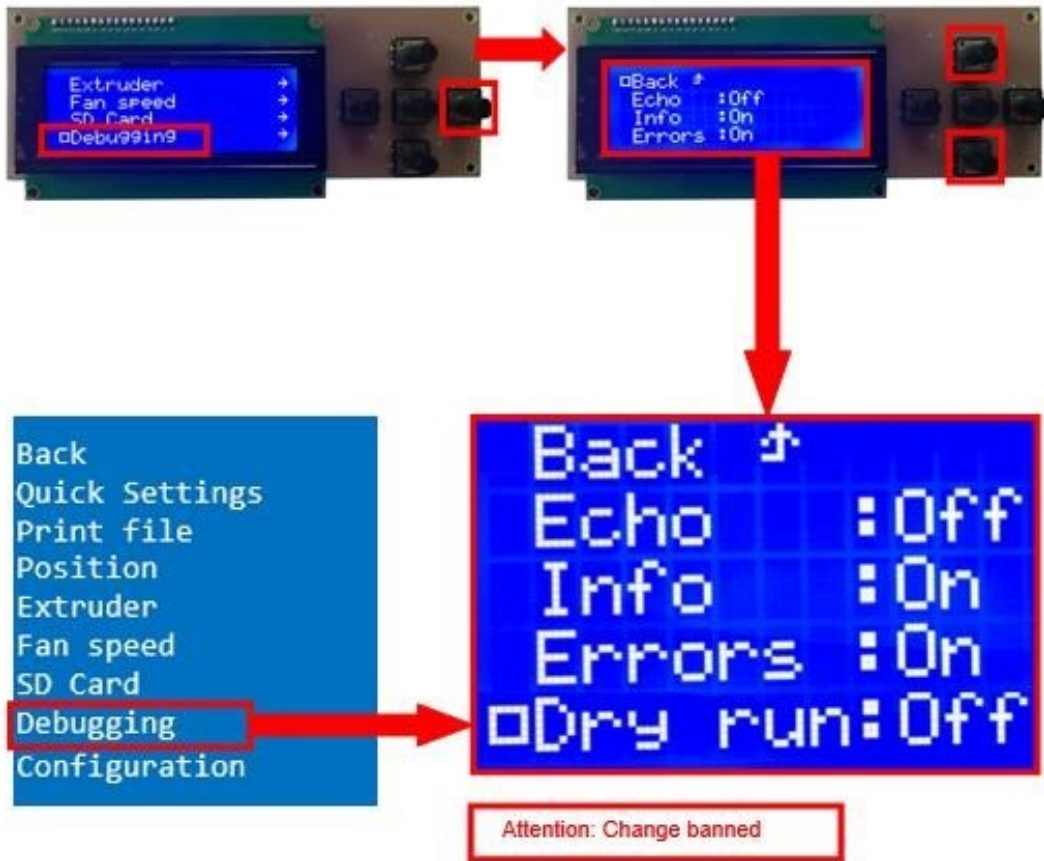 Extruder →
Fan speed →
SD Card →
Debugging →
Back
Echo :Off
Info :On
Errors :On
Back
Quick Settings
Print file
Position
Extruder
Fan speed
SD Card
Debugging
Configuration
Back
Echo :Off
Info :On
Errors :On
Dry run:Off
Attention: Change banned